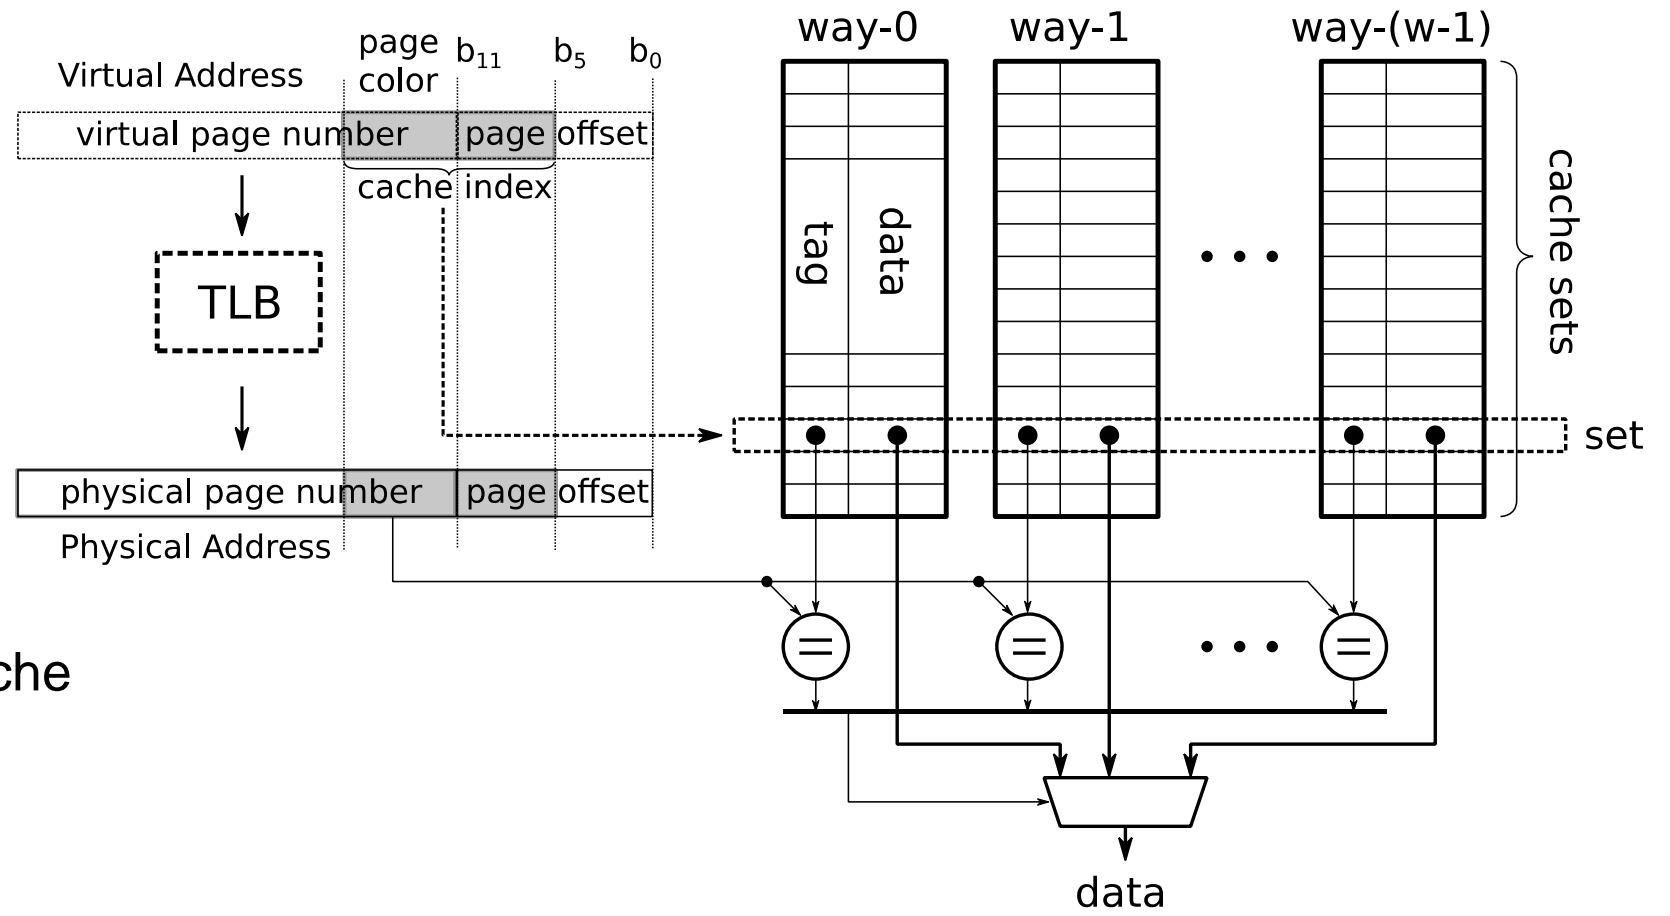 way-0 way-1 way-(w-1)
page color b₁₁ b₅ b₀
Virtual Address
virtual page number page offset
cache index
TLB
tag data
cache sets
set
physical page number page offset
Physical Address
= = =
che
data